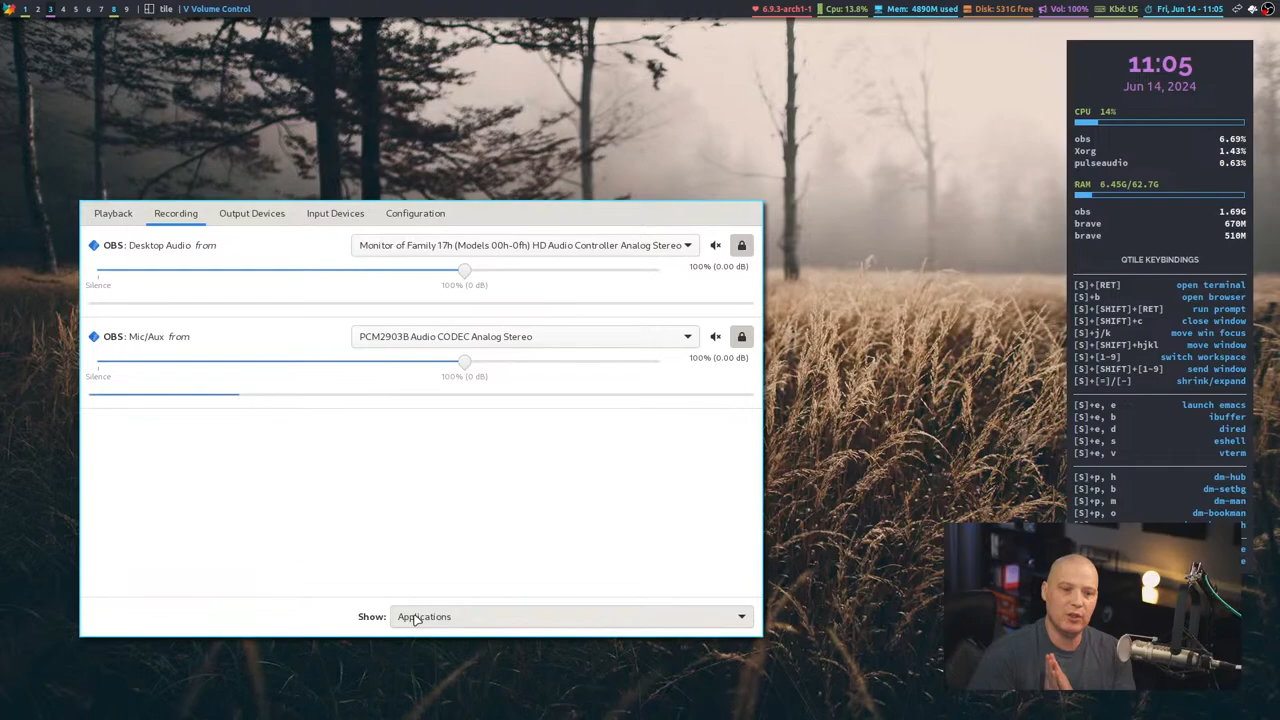 1 2 3 4 5 6 7 8 9 tile V Volume Control
6.9.3-arch1-1 Cpu: 13.8% Mem: 4890M used Disk: 531G free Vol: 100% Kbd: US Fri, Jun 14 - 11:05
11:05
Jun 14, 2024
CPU 14%
obs 6.69%
Xorg 1.43%
pulseaudio 0.63%
RAM 6.45G/62.7G
obs 1.69G
brave 670M
brave 510M
QTILE KEYBINDINGS
[S]+[RET] open terminal
[S]+b open browser
[S]+[SHIFT]+[RET] run prompt
[S]+[SHIFT]+c close window
[S]+j/k move win focus
[S]+[SHIFT]+hjkl move window
[S]+[1-9] switch workspace
[S]+[SHIFT]+[1-9] send window
[S]+[=]/[-] shrink/expand
[S]+e, e launch emacs
[S]+e, b ibuffer
[S]+e, d dired
[S]+e, s eshell
[S]+e, v vterm
[S]+p, h dm-hub
[S]+p, b dm-setbg
[S]+p, m dm-man
[S]+p, o dm-bookman
Playback Recording Output Devices Input Devices Configuration
OBS: Desktop Audio from Monitor of Family 17h (Models 00h-0fh) HD Audio Controller Analog Stereo
100% (0.00 dB)
Silence 100% (0 dB)
OBS: Mic/Aux from PCM2903B Audio CODEC Analog Stereo
100% (0.00 dB)
Silence 100% (0 dB)
Show: Applications